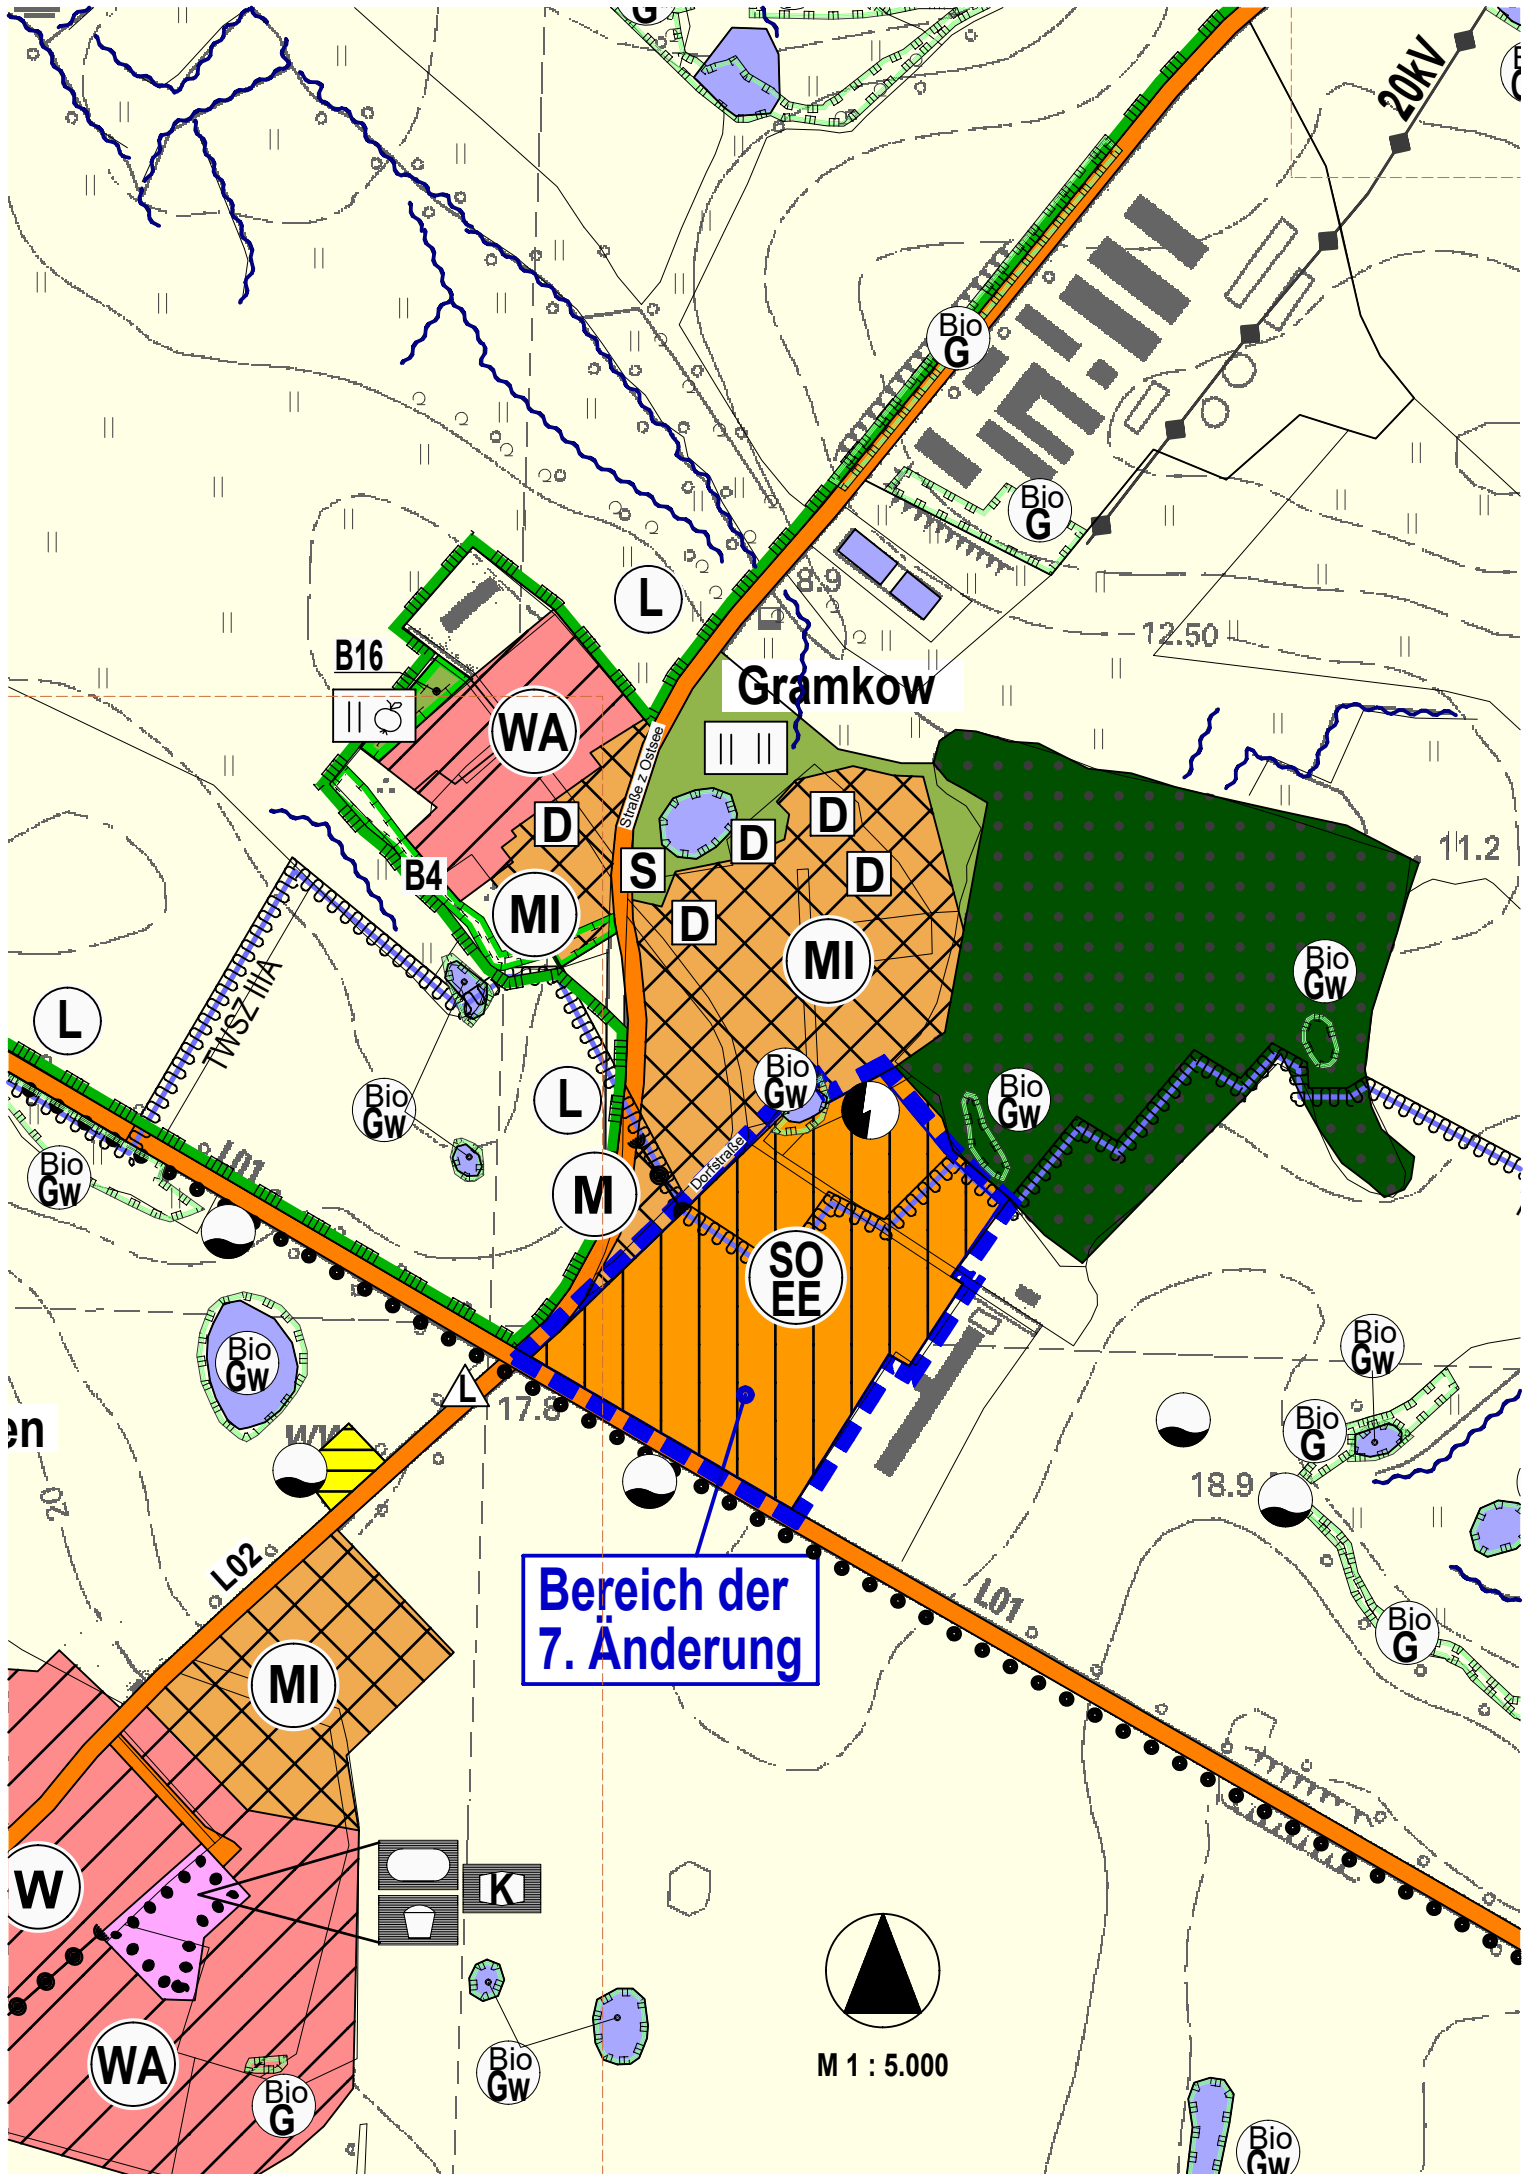 G
20kV
Bio
G
Bio
G
8.9
12.50
L
B16
Gramkow
WA
Straße z Ostsee
D
D
D
S
D
D
B4
MI
MI
11.2
TWSZ IIIA
L
Bio
Gw
Bio
Gw
Bio
Gw
Bio
Gw
L
Bio
Gw
L01
Dorfstraße
M
SO
EE
Bio
Gw
Bio
Gw
L
17.8
en
WW
Bio
G
18.9
20
L02
Bereich der
7. Änderung
L01
Bio
G
MI
W
K
WA
Bio
G
Bio
Gw
M 1 : 5.000
Bio
Gw